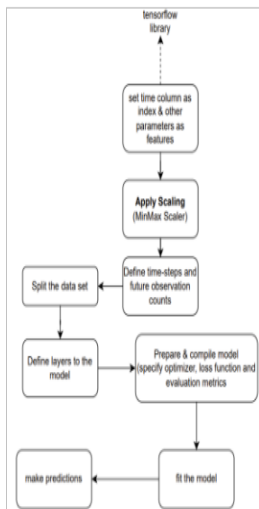 tensorflow
library
set time column as
index & other
parameters as
features
Apply Scaling
(MinMax Scaler)
Define time-steps and
future observation
counts
Split the data set
Define layers to the
model
Prepare & compile model
(specify optimizer, loss function and
evaluation metrics
fit the model
make predictions